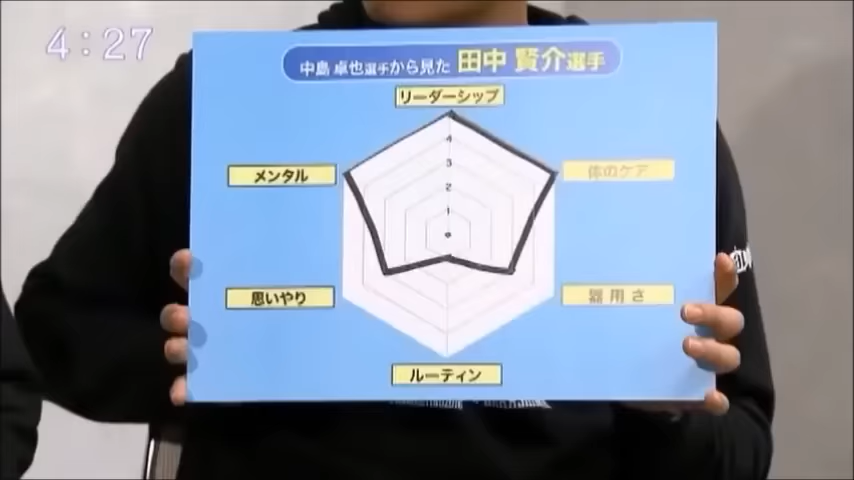 4:27
中島 卓也選手から見た 田中 賢介選手
リーダーシップ
メンタル
体のケア
4
3
2
1
0
思いやり
器用さ
ルーティン